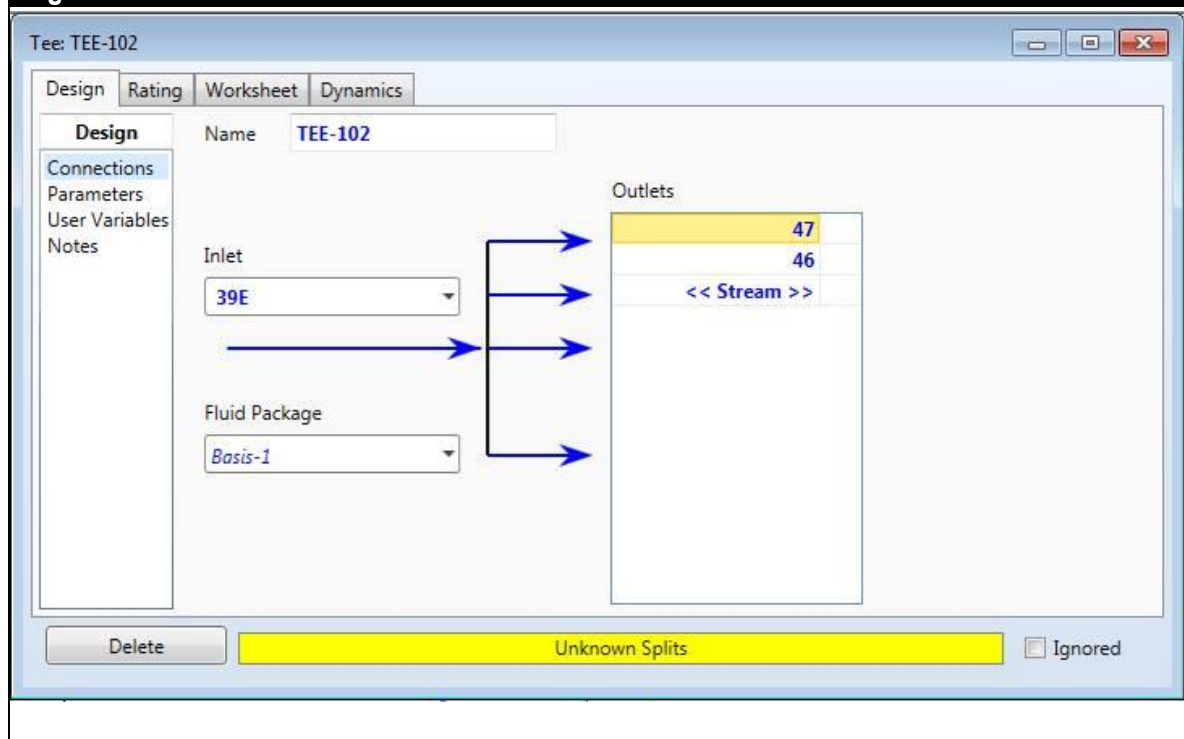 Tee: TEE-102
Design Rating Worksheet Dynamics
Design
Connections
Parameters
User Variables
Notes
Name TEE-102
Inlet
39E
Fluid Package
Basis-1
Outlets
47
46
<< Stream >>
Delete
Unknown Splits
Ignored